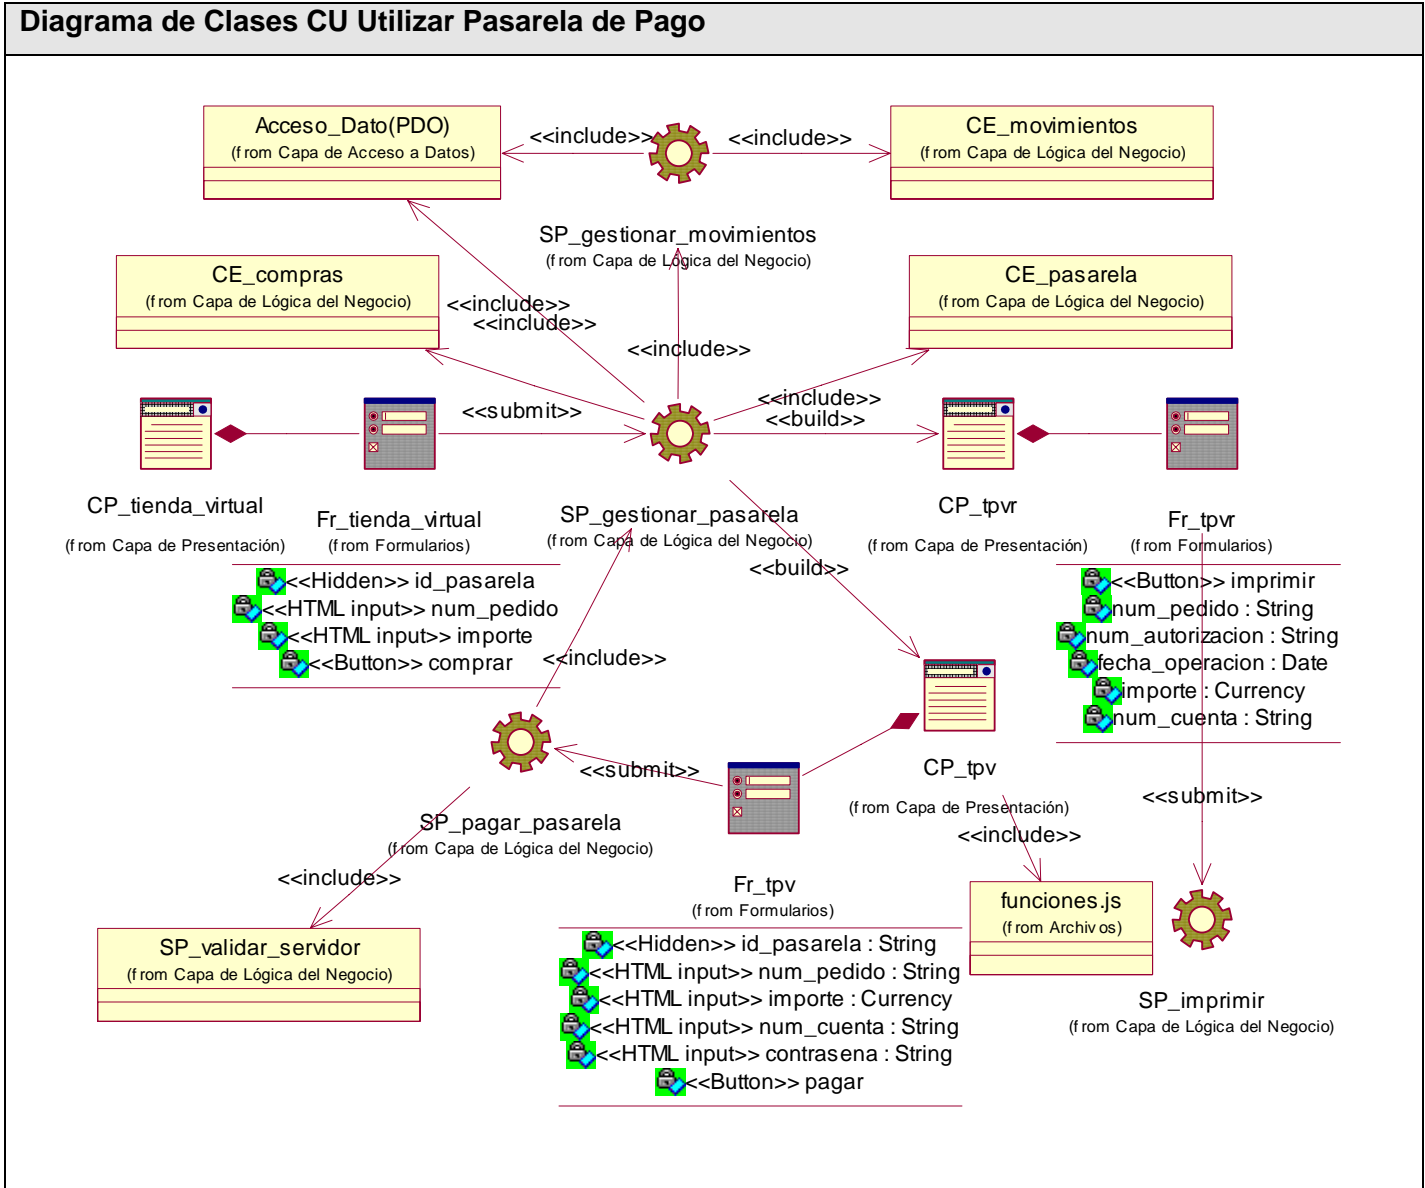 Diagrama de Clases CU Utilizar Pasarela de Pago
Acceso_Dato(PDO)
(from Capa de Acceso a Datos)
<<include>>
<<include>>
CE_movimientos
(from Capa de Lógica del Negocio)
SP_gestionar_movimientos
(from Capa de Lógica del Negocio)
CE_compras
(from Capa de Lógica del Negocio)
CE_pasarela
(from Capa de Lógica del Negocio)
<<include>>
<<include>>
<<include>>
<<submit>>
<<include>>
<<build>>
CP_tienda_virtual
(from Capa de Presentación)
Fr_tienda_virtual
(from Formularios)
<<Hidden>> id_pasarela
<<HTML input>> num_pedido
<<HTML input>> importe
<<Button>> comprar
SP_gestionar_pasarela
(from Capa de Lógica del Negocio)
<<build>>
CP_tpvr
(from Capa de Presentación)
Fr_tpvr
(from Formularios)
<<Button>> imprimir
num_pedido : String
num_autorizacion : String
fecha_operacion : Date
importe : Currency
num_cuenta : String
<<include>>
<<submit>>
CP_tpv
(from Capa de Presentación)
<<include>>
<<submit>>
SP_pagar_pasarela
(from Capa de Lógica del Negocio)
<<include>>
Fr_tpv
(from Formularios)
<<Hidden>> id_pasarela : String
<<HTML input>> num_pedido : String
<<HTML input>> importe : Currency
<<HTML input>> num_cuenta : String
<<HTML input>> contrasena : String
<<Button>> pagar
funciones.js
(from Archivos)
SP_validar_servidor
(from Capa de Lógica del Negocio)
SP_imprimir
(from Capa de Lógica del Negocio)